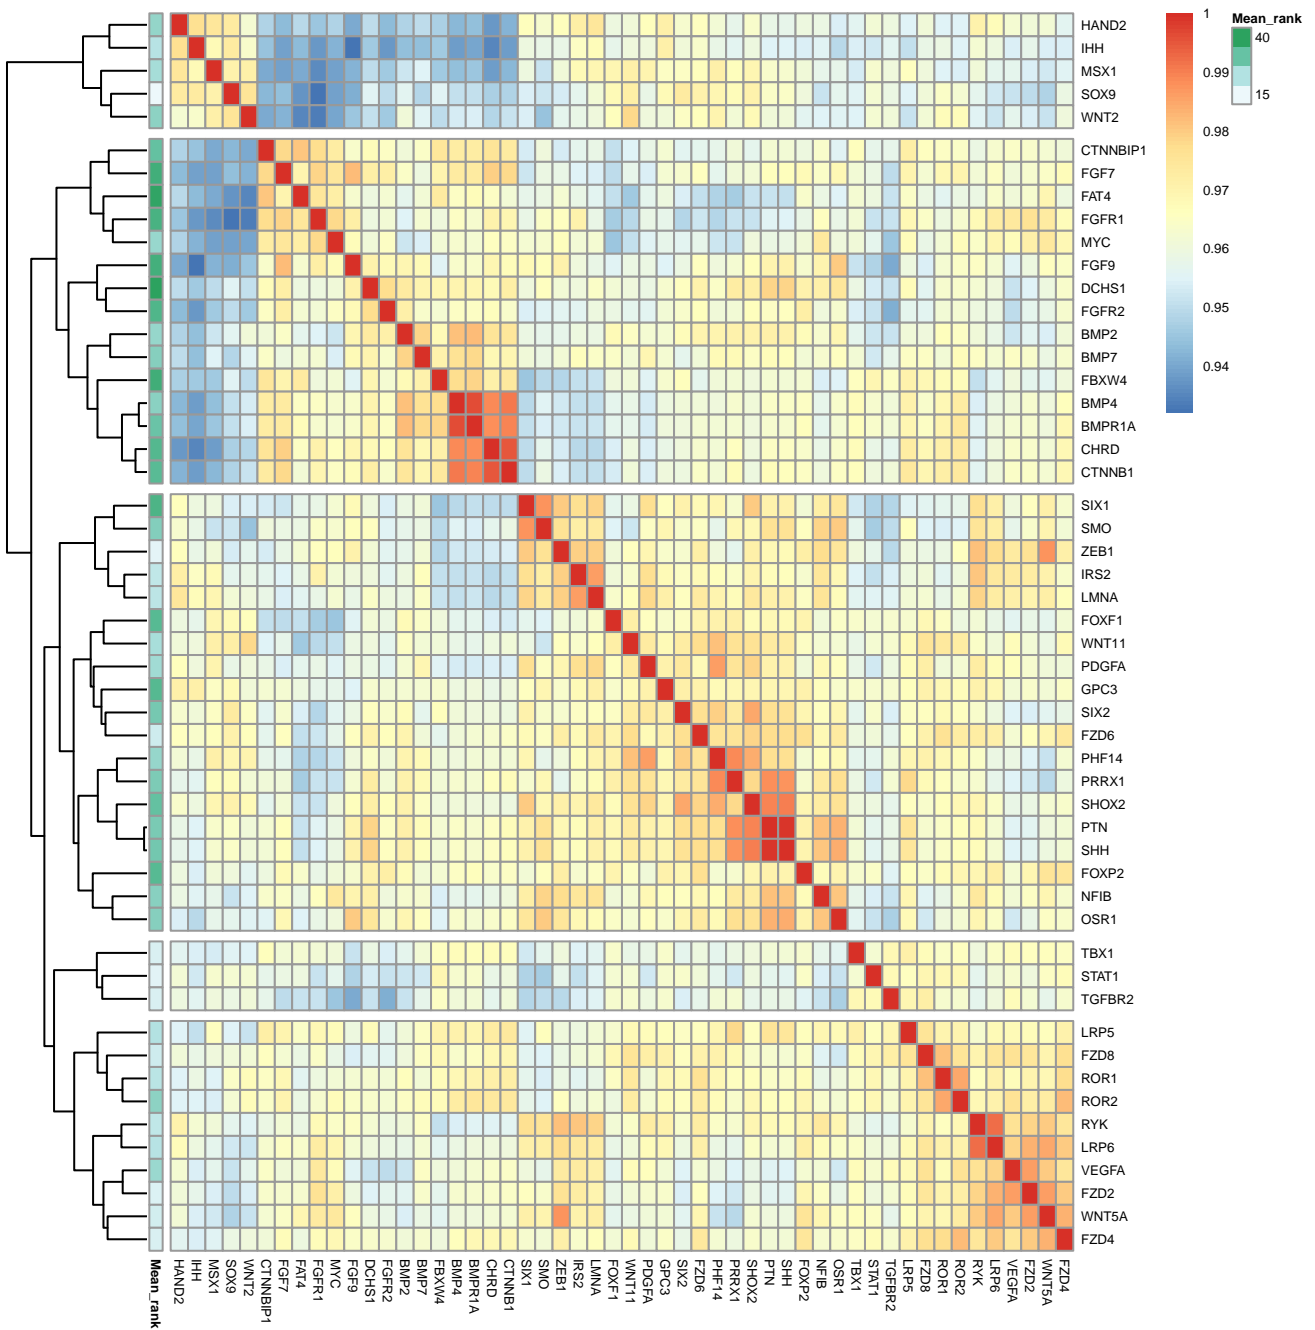 1
0.99
0.98
0.97
0.96
0.95
0.94
Mean_rank
40
15
HAND2
IHH
MSX1
SOX9
WNT2
CTNNBIP1
FGF7
FAT4
FGFR1
MYC
FGF9
DCHS1
FGFR2
BMP2
BMP7
FBXW4
BMP4
BMPR1A
CHRD
CTNNB1
SIX1
SMO
ZEB1
IRS2
LMNA
FOXF1
WNT11
PDGFA
GPC3
SIX2
FZD6
PHF14
PRRX1
SHOX2
PTN
SHH
FOXP2
NFIB
OSR1
TBX1
STAT1
TGFBR2
LRP5
FZD8
ROR1
ROR2
RYK
LRP6
VEGFA
FZD2
WNT5A
FZD4
Mean_rank
HAND2
IHH
MSX1
SOX9
WNT2
CTNNBIP1
FGF7
FAT4
FGFR1
MYC
FGF9
DCHS1
FGFR2
BMP2
BMP7
FBXW4
BMP4
BMPR1A
CHRD
CTNNB1
SIX1
SMO
ZEB1
IRS2
LMNA
FOXF1
WNT11
PDGFA
GPC3
SIX2
FZD6
PHF14
PRRX1
SHOX2
PTN
SHH
FOXP2
NFIB
OSR1
TBX1
STAT1
TGFBR2
LRP5
FZD8
ROR1
ROR2
RYK
LRP6
VEGFA
FZD2
WNT5A
FZD4